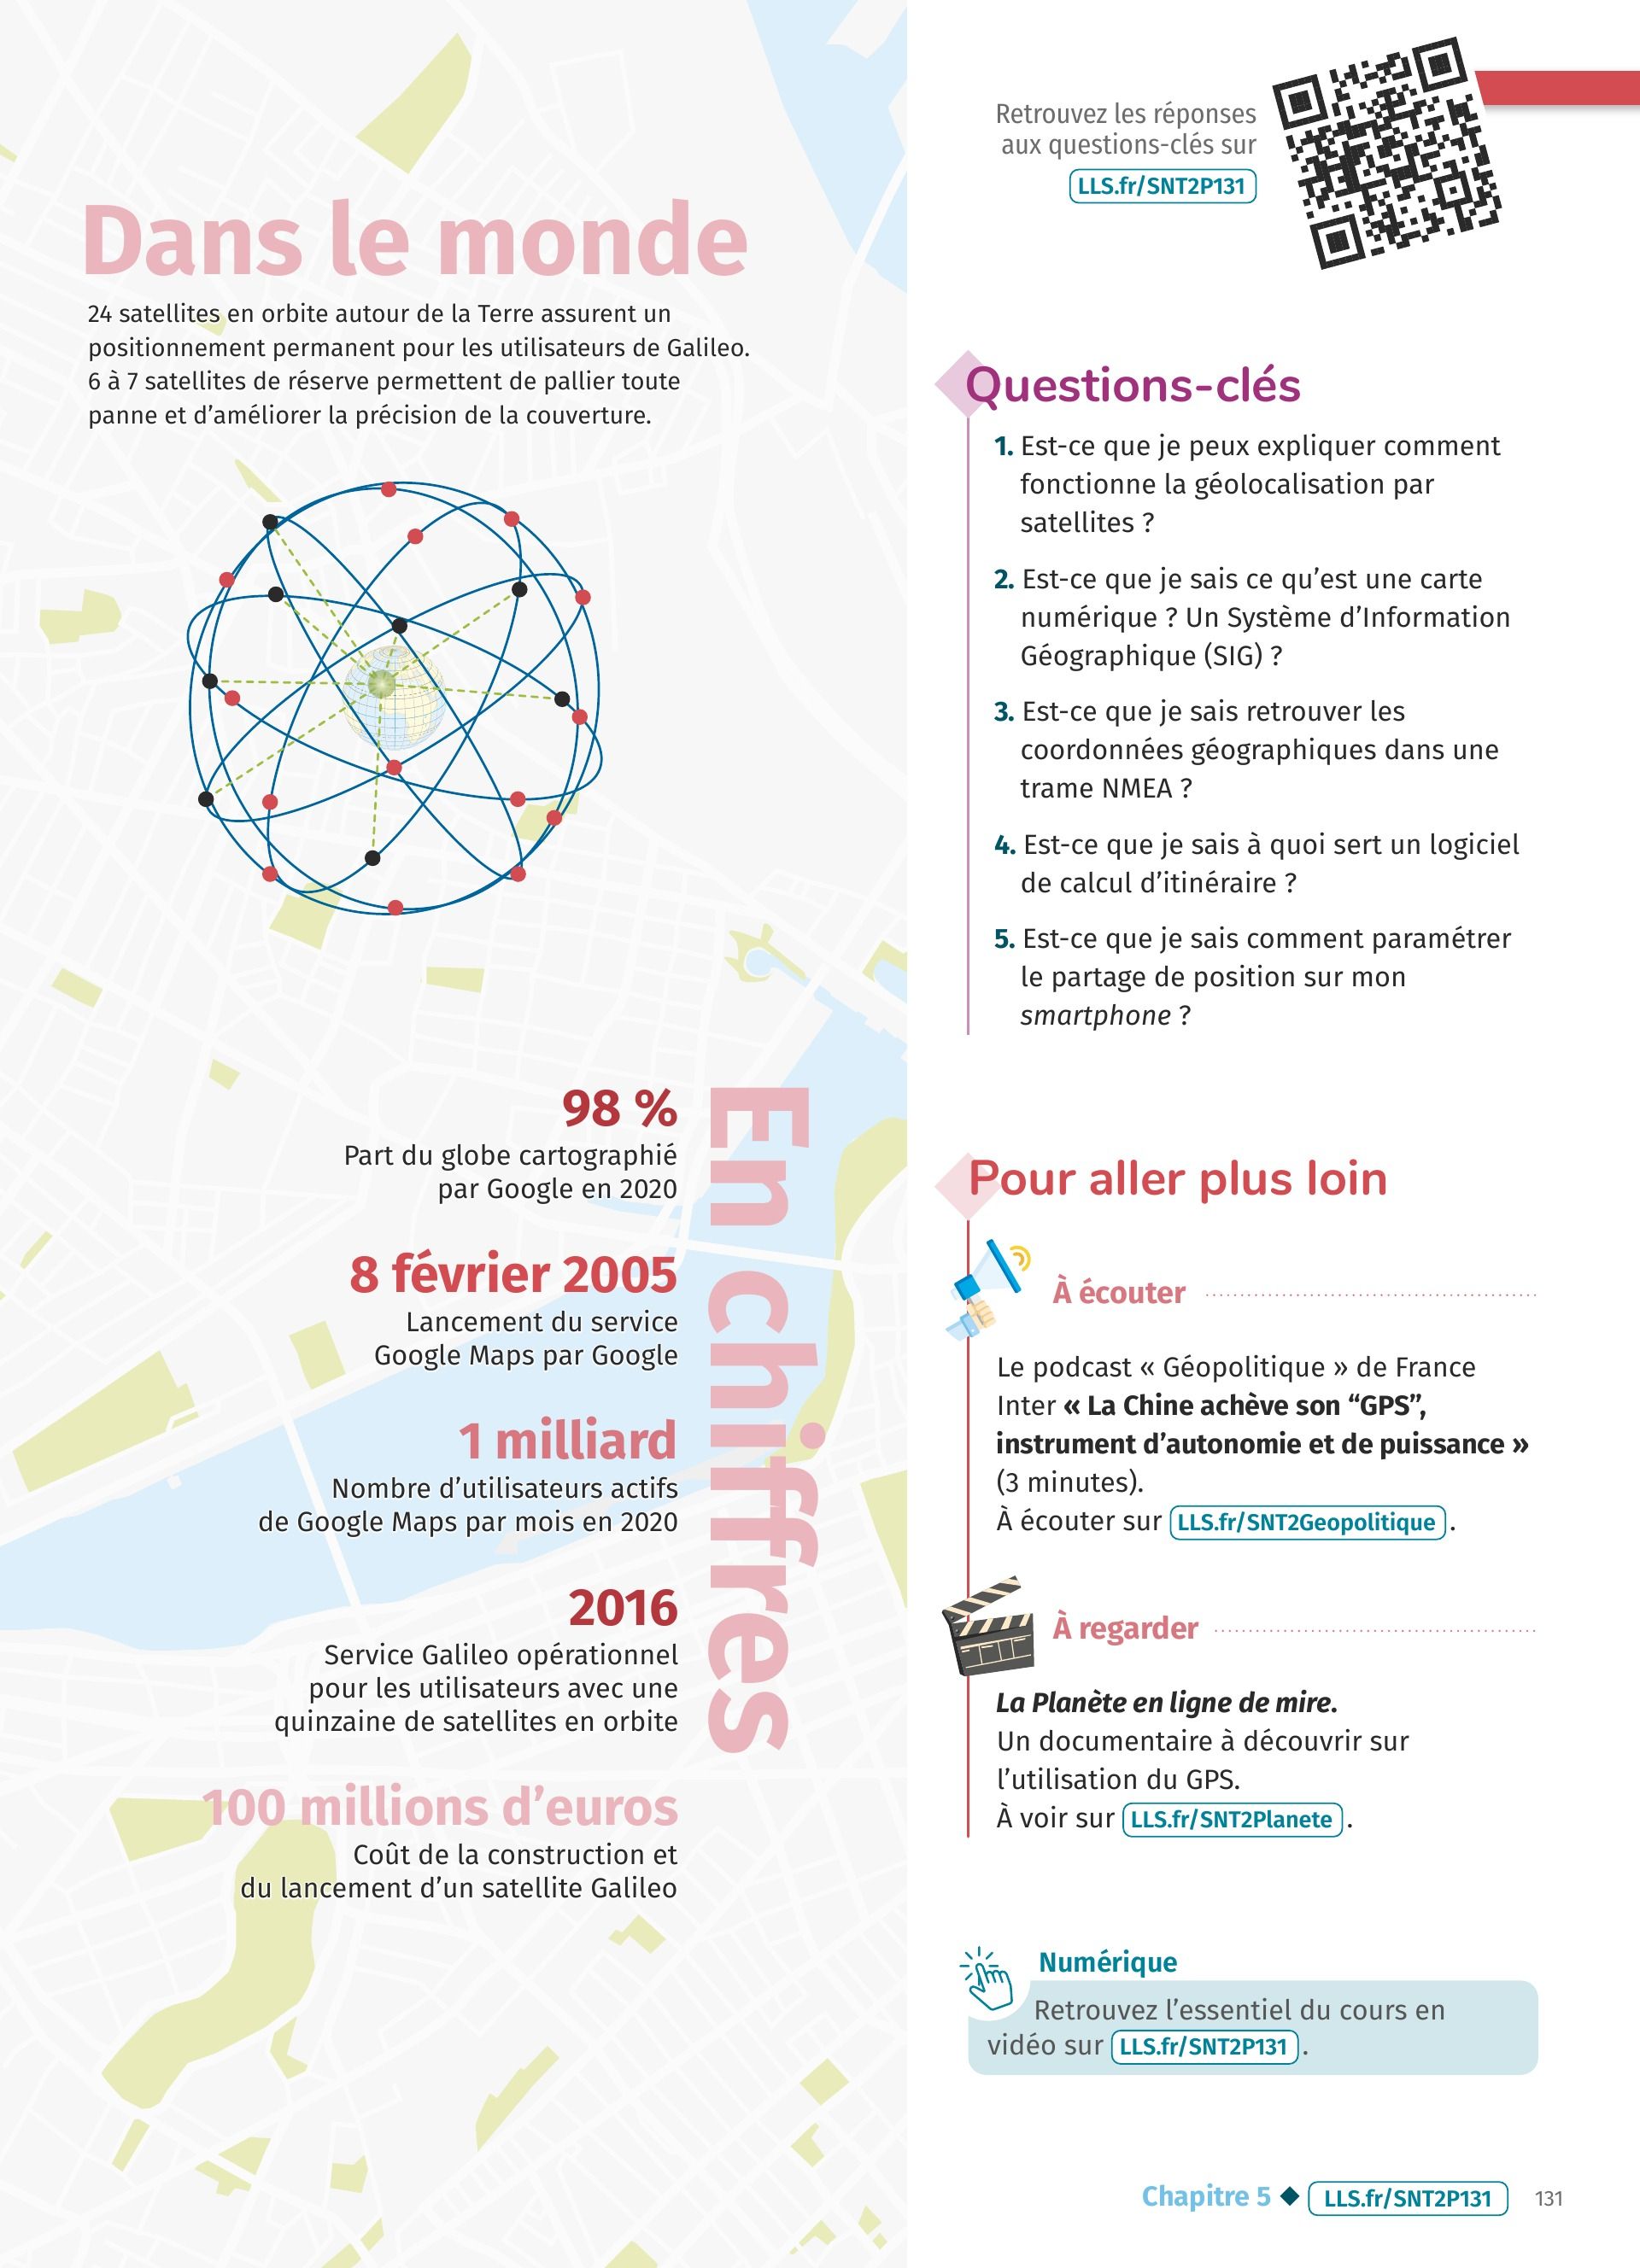 Dans le monde
24 satellites en orbite autour de la Terre assurent un
positionnement permanent pour les utilisateurs de Galileo.
6 à 7 satellites de réserve permettent de pallier toute
panne et d’améliorer la précision de la couverture.
En chiffres
98 %
Part du globe cartographié
par Google en 2020
8 février 2005
Lancement du service
Google Maps par Google
1 milliard
Nombre d’utilisateurs actifs
de Google Maps par mois en 2020
2016
Service Galileo opérationnel
pour les utilisateurs avec une
quinzaine de satellites en orbite
100 millions d’euros
Coût de la construction et
du lancement d’un satellite Galileo
Retrouvez les réponses
aux questions-clés sur
LLS.fr/SNT2P131
Questions-clés
1. Est-ce que je peux expliquer comment
fonctionne la géolocalisation par
satellites ?
2. Est-ce que je sais ce qu’est une carte
numérique ? Un Système d’Information
Géographique (SIG) ?
3. Est-ce que je sais retrouver les
coordonnées géographiques dans une
trame NMEA ?
4. Est-ce que je sais à quoi sert un logiciel
de calcul d’itinéraire ?
5. Est-ce que je sais comment paramétrer
le partage de position sur mon
smartphone ?
Pour aller plus loin
À écouter
Le podcast « Géopolitique » de France
Inter « La Chine achève son “GPS”,
instrument d’autonomie et de puissance »
(3 minutes).
À écouter sur LLS.fr/SNT2Geopolitique .
À regarder
La Planète en ligne de mire.
Un documentaire à découvrir sur
l’utilisation du GPS.
À voir sur LLS.fr/SNT2Planete .
Numérique
Retrouvez l’essentiel du cours en
vidéo sur LLS.fr/SNT2P131 .
Chapitre 5 ◆ LLS.fr/SNT2P131 131